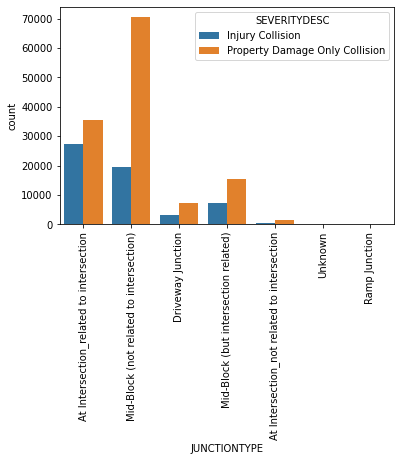 SEVERITYDESC
Injury Collision
Property Damage Only Collision
70000
60000
50000
40000
30000
20000
10000
0
count
At Intersection_related to intersection
Mid-Block (not related to intersection)
Driveway Junction
Mid-Block (but intersection related)
At Intersection_not related to intersection
Unknown
Ramp Junction
JUNCTIONTYPE